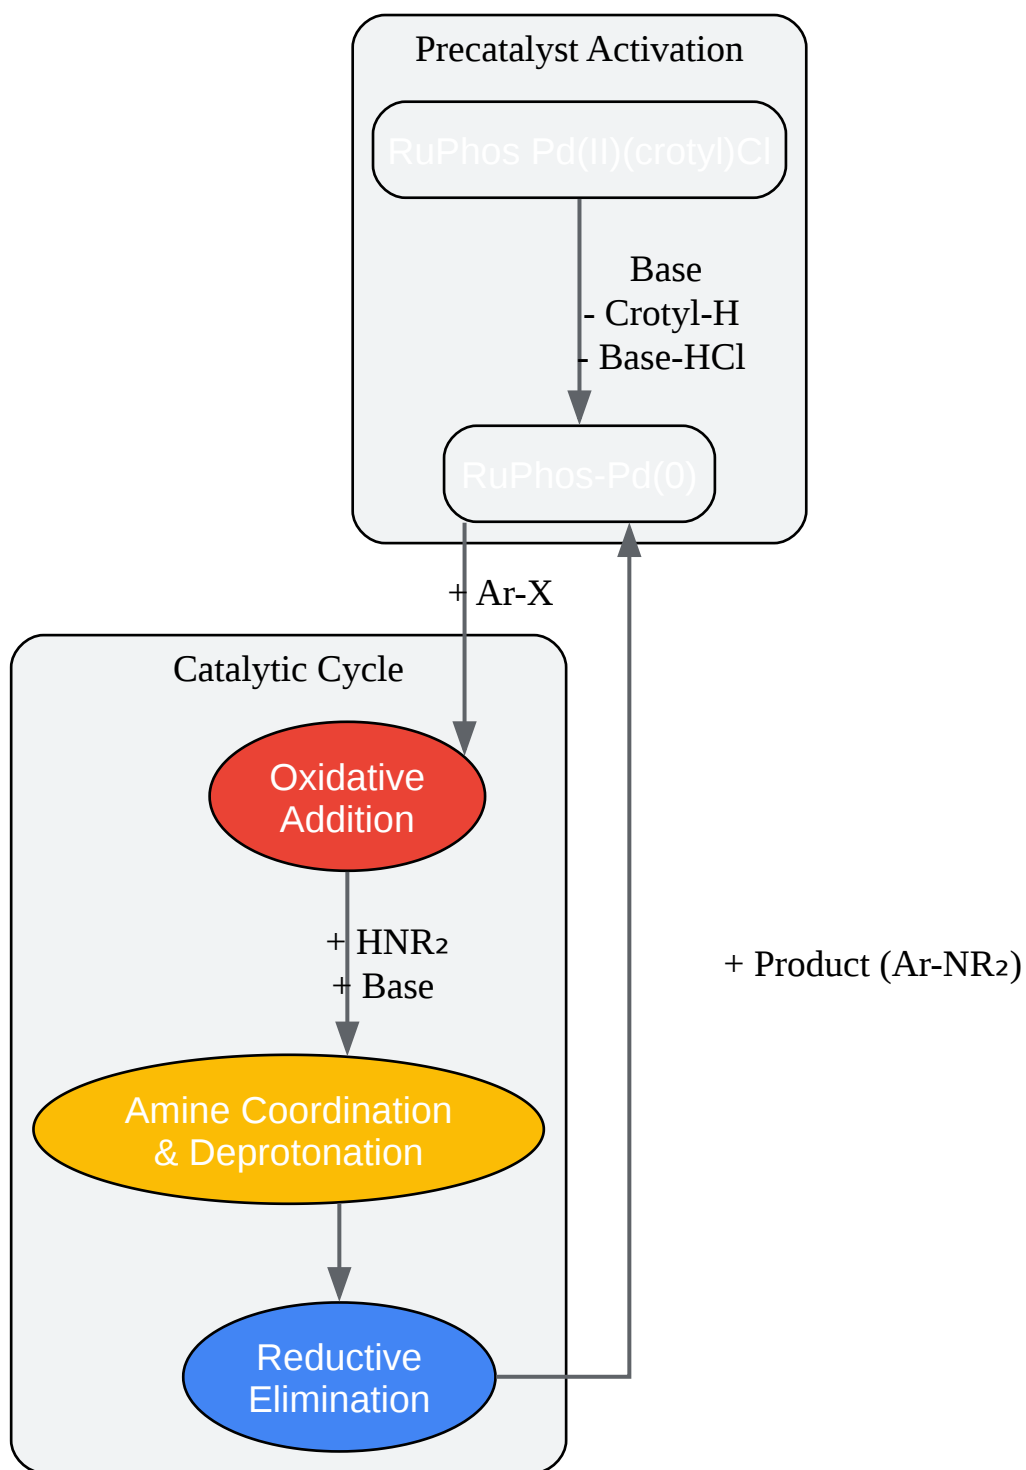 Precatalyst Activation
RuPhos Pd(II)(crotyl)Cl
Base
- Crotyl-H
- Base-HCl
RuPhos-Pd(0)
+ Ar-X
Catalytic Cycle
Oxidative
Addition
+ HNR₂
+ Base
+ Product (Ar-NR₂)
Amine Coordination
& Deprotonation
Reductive
Elimination